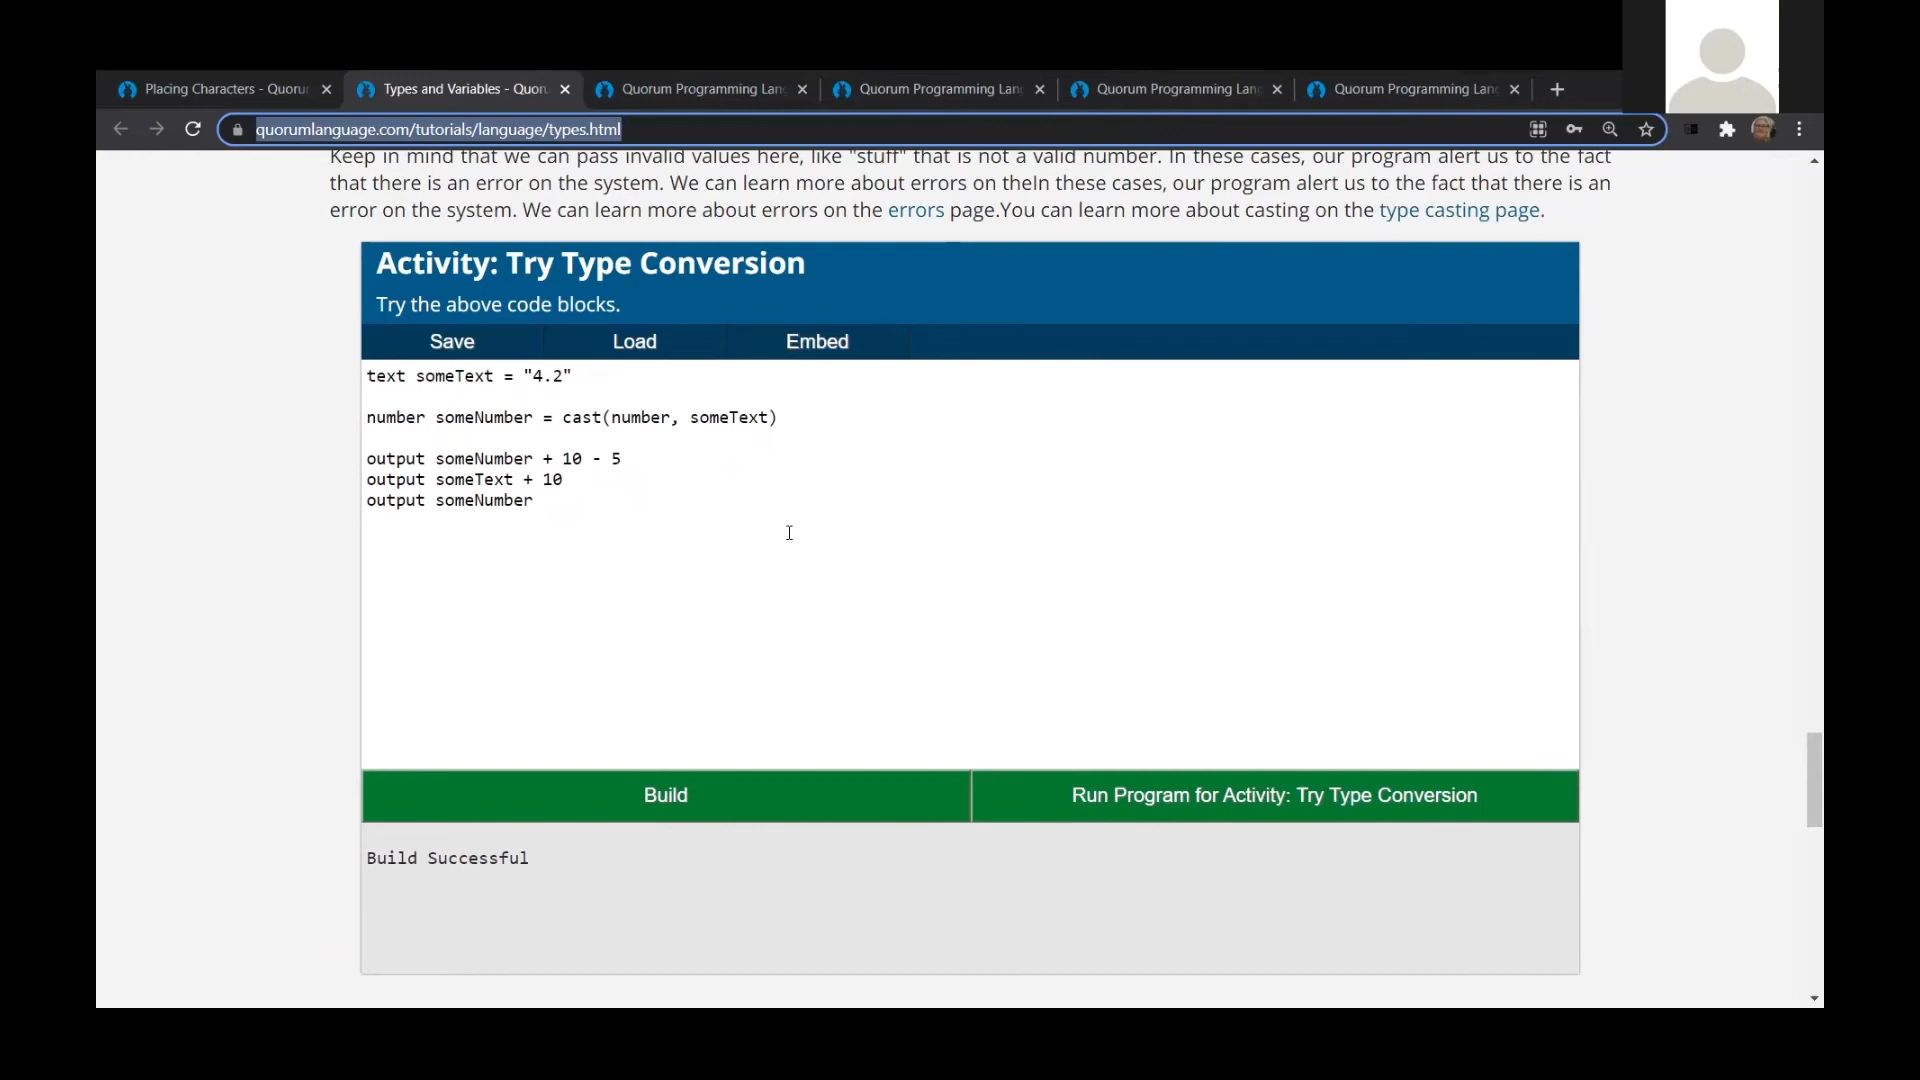 Placing Characters - Quoru
Types and Variables - Quoru
Quorum Programming Lan
Quorum Programming Lan
Quorum Programming Lan
Quorum Programming Lan
quorumlanguage.com/tutorials/language/types.html
Keep in mind that we can pass invalid values here, like "stuff" that is not a valid number. In these cases, our program alert us to the fact
that there is an error on the system. We can learn more about errors on theIn these cases, our program alert us to the fact that there is an
error on the system. We can learn more about errors on the errors page.You can learn more about casting on the type casting page.
Activity: Try Type Conversion
Try the above code blocks.
Save Load Embed
text someText = "4.2"
number someNumber = cast(number, someText)
output someNumber + 10 - 5
output someText + 10
output someNumber
Build
Run Program for Activity: Try Type Conversion
Build Successful